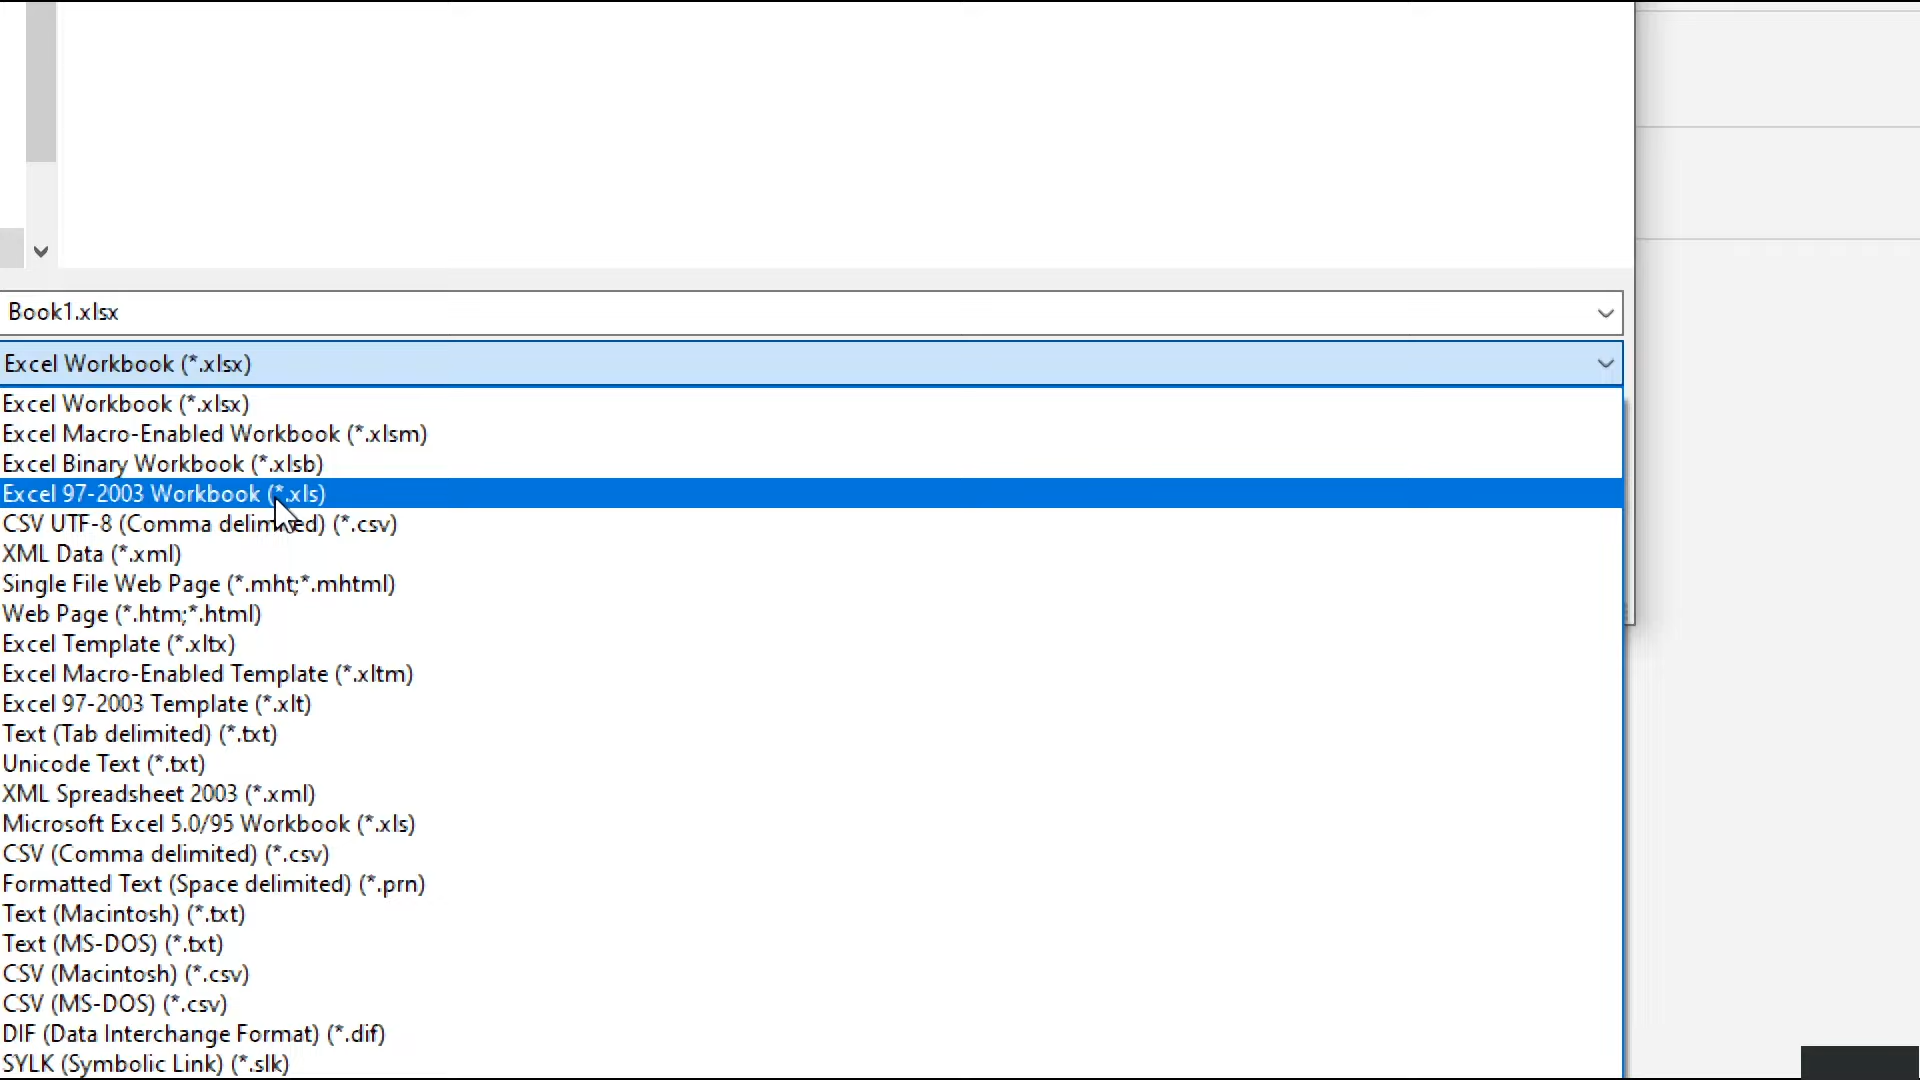 Book1.xlsx
Excel Workbook (*.xlsx)
Excel Workbook (*.xlsx)
Excel Macro-Enabled Workbook (*.xlsm)
Excel Binary Workbook (*.xlsb)
Excel 97-2003 Workbook (*.xls)
CSV UTF-8 (Comma delimited) (*.csv)
XML Data (*.xml)
Single File Web Page (*.mht;*.mhtml)
Web Page (*.htm;*.html)
Excel Template (*.xltx)
Excel Macro-Enabled Template (*.xltm)
Excel 97-2003 Template (*.xlt)
Text (Tab delimited) (*.txt)
Unicode Text (*.txt)
XML Spreadsheet 2003 (*.xml)
Microsoft Excel 5.0/95 Workbook (*.xls)
CSV (Comma delimited) (*.csv)
Formatted Text (Space delimited) (*.prn)
Text (Macintosh) (*.txt)
Text (MS-DOS) (*.txt)
CSV (Macintosh) (*.csv)
CSV (MS-DOS) (*.csv)
DIF (Data Interchange Format) (*.dif)
SYLK (Symbolic Link) (*.slk)